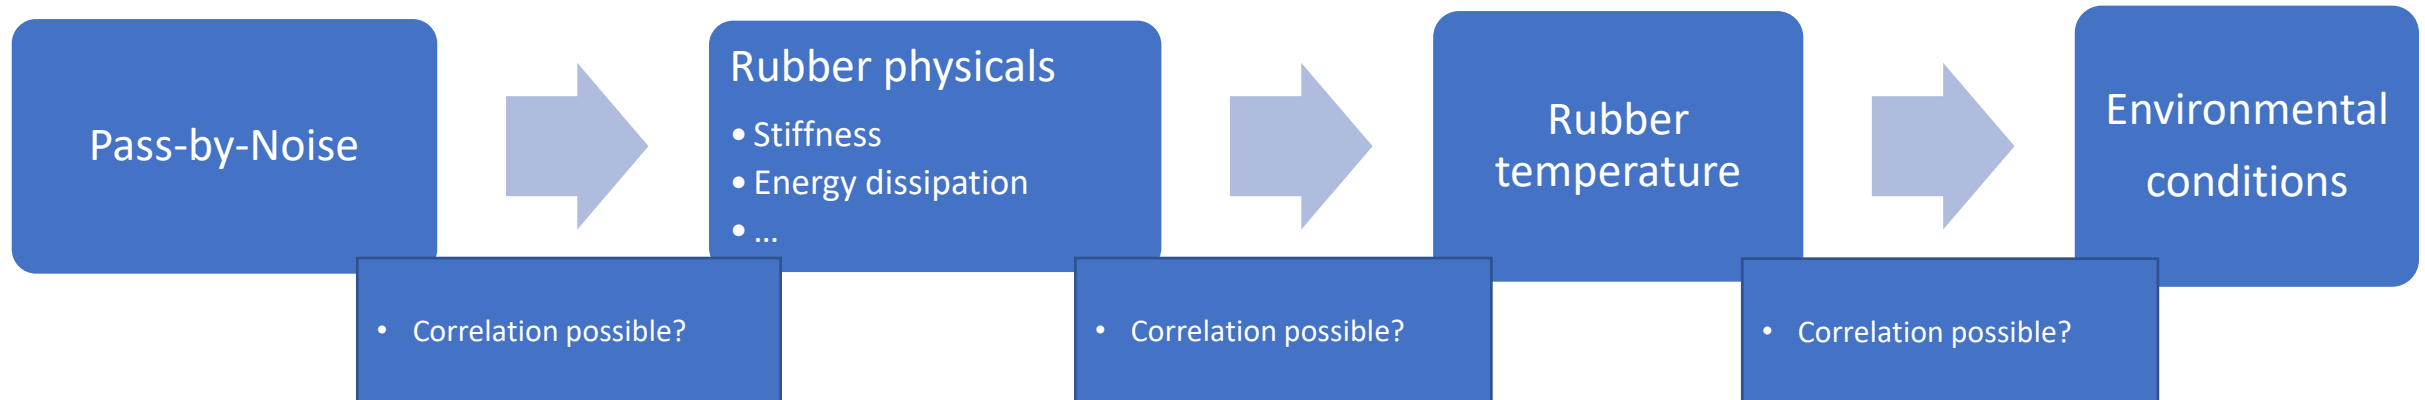 Pass-by-Noise
Rubber physicals
• Stiffness
• Energy dissipation
• ...
Rubber
temperature
Environmental
conditions
• Correlation possible?
• Correlation possible?
• Correlation possible?